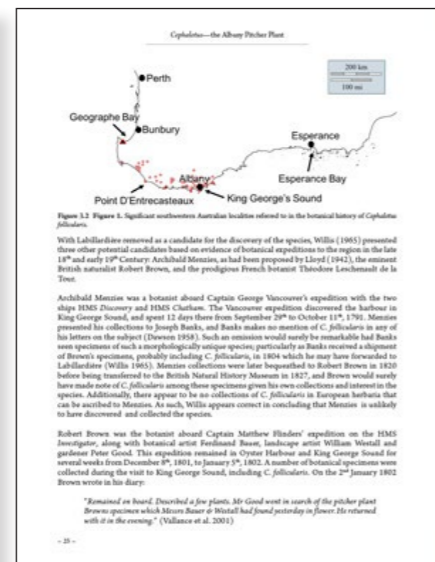 Cephalotus—the Albany Pitcher Plant
200 km
100 mi
Perth
Geographe Bay
Bunbury
Esperance
Albany
Esperance Bay
Point D'Entrecasteaux
King George's Sound
Figure 3.2 Figure 1. Significant southwestern Australian localities referred to in the botanical history of Cephalotus
follicularis.
With Labillardière removed as a candidate for the discovery of the species, Willis (1965) presented
three other potential candidates based on evidence of botanical expeditions to the region in the late
18th and early 19th Century: Archibald Menzies, as had been proposed by Lloyd (1942), the eminent
British naturalist Robert Brown, and the prodigious French botanist Théodore Leschenault de la
Tour.
Archibald Menzies was a botanist aboard Captain George Vancouver's expedition with the two
ships HMS Discovery and HMS Chatham. The Vancouver expedition discovered the harbour in
King George Sound, and spent 12 days there from September 29th to October 11th, 1791. Menzies
presented his collections to Joseph Banks, and Banks makes no mention of C. follicularis in any of
his letters on the subject (Dawson 1958). Such an omission would surely be remarkable had Banks
seen specimens of such a morphologically unique species; particularly as Banks received a shipment
of Brown's specimens, probably including C. follicularis, in 1804 which he may have forwarded to
Labillardière (Willis 1965). Menzies collections were later bequeathed to Robert Brown in 1820
before being transferred to the British Natural History Museum in 1827, and Brown would surely
have made note of C. follicularis among these specimens given his own collections and interest in the
species. Additionally, there appear to be no collections of C. follicularis in European herbaria that
can be ascribed to Menzies. As such, Willis appears correct in concluding that Menzies is unlikely
to have discovered and collected the species.
Robert Brown was the botanist aboard Captain Matthew Flinders' expedition on the HMS
Investigator, along with botanical artist Ferdinand Bauer, landscape artist William Westall and
gardener Peter Good. This expedition remained in Oyster Harbour and King George Sound for
several weeks from December 8th, 1801, to January 5th, 1802. A number of botanical specimens were
collected during the visit to King George Sound, including C. follicularis. On the 2nd January 1802
Brown wrote in his diary:
"Remained on board. Described a few plants. Mr Good went in search of the pitcher plant
Browns specimen which Messrs Bauer & Westall had found yesterday in flower. He returned
with it in the evening." (Vallance et al. 2001)
– 25 –